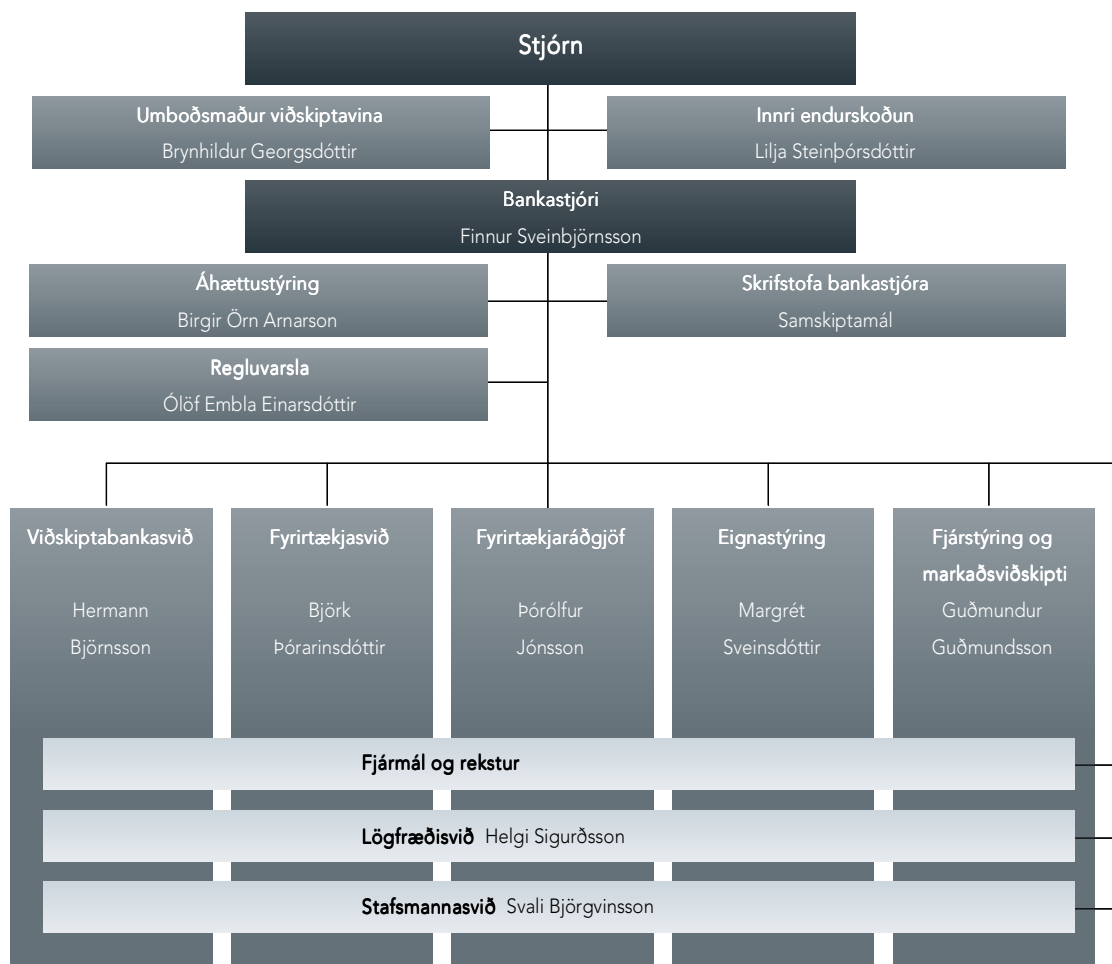 Stjórn
Umboðsmaður viðskiptavina
Brynhildur Georgsdóttir
Innri endurskoðun
Lilja Steinþórsdóttir
Bankastjóri
Finnur Sveinbjörnsson
Áhættustýring
Birgir Örn Arnarson
Skrifstofa bankastjóra
Samskiptamál
Regluvarsla
Ólöf Embla Einarsdóttir
Viðskiptabankasvið
Hermann
Björnsson
Fyrirtækjasvið
Björk
Þórarinsdóttir
Fyrirtækjaráðgjöf
Þórólfur
Jónsson
Eignastýring
Margrét
Sveinsdóttir
Fjárstýring og
markaðsviðskipti
Guðmundur
Guðmundsson
Fjármál og rekstur
Lögfræðisvið Helgi Sigurðsson
Stafsmannasvið Svali Björgvinsson